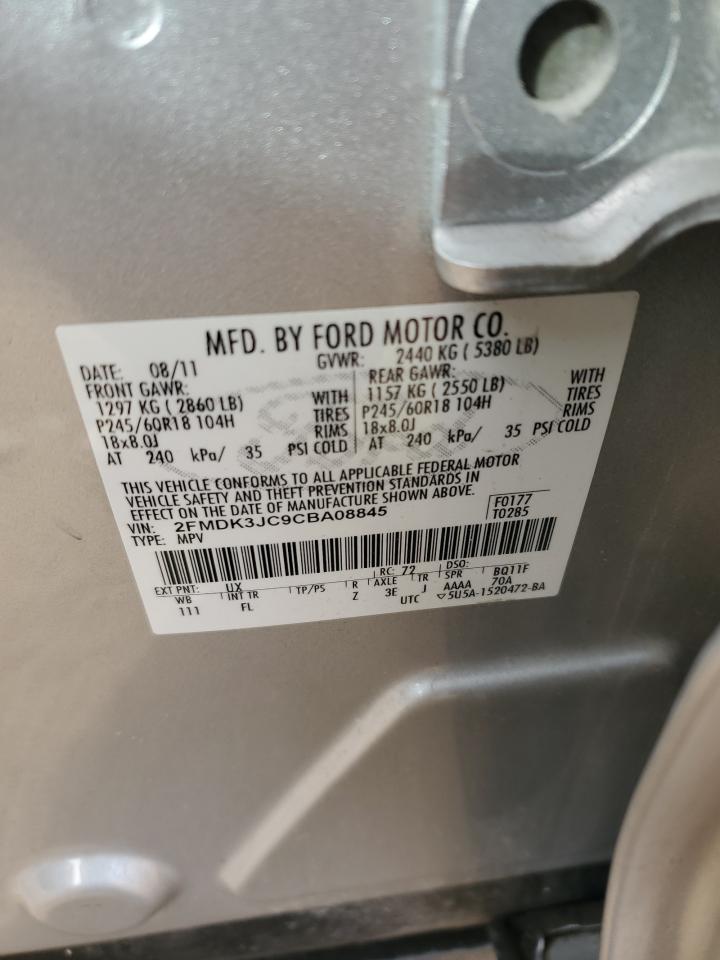 MFD. BY FORD MOTOR CO.
DATE: 08/11
GVWR: 2440 KG ( 5380 LB)
FRONT GAWR:
1297 KG ( 2860 LB) WITH
P245/60R18 104H TIRES
18x8.0J RIMS
AT 240 kPa/ 35 PSI COLD
REAR GAWR: WITH
1157 KG ( 2550 LB) TIRES
P245/60R18 104H RIMS
18x8.0J
AT 240 kPa/ 35 PSI COLD
THIS VEHICLE CONFORMS TO ALL APPLICABLE FEDERAL MOTOR
VEHICLE SAFETY AND THEFT PREVENTION STANDARDS IN
EFFECT ON THE DATE OF MANUFACTURE SHOWN ABOVE.
VIN: 2FMDK3JC9CBA08845
TYPE: MPV
F0177
T0285
EXT PNT: UX RC: 72 DSO:
WB INT TR TP/PS R AXLE TR SPR BQ11F
111 FL Z 3E J AAAA 70A
UTC ▽5U5A-1520472-BA